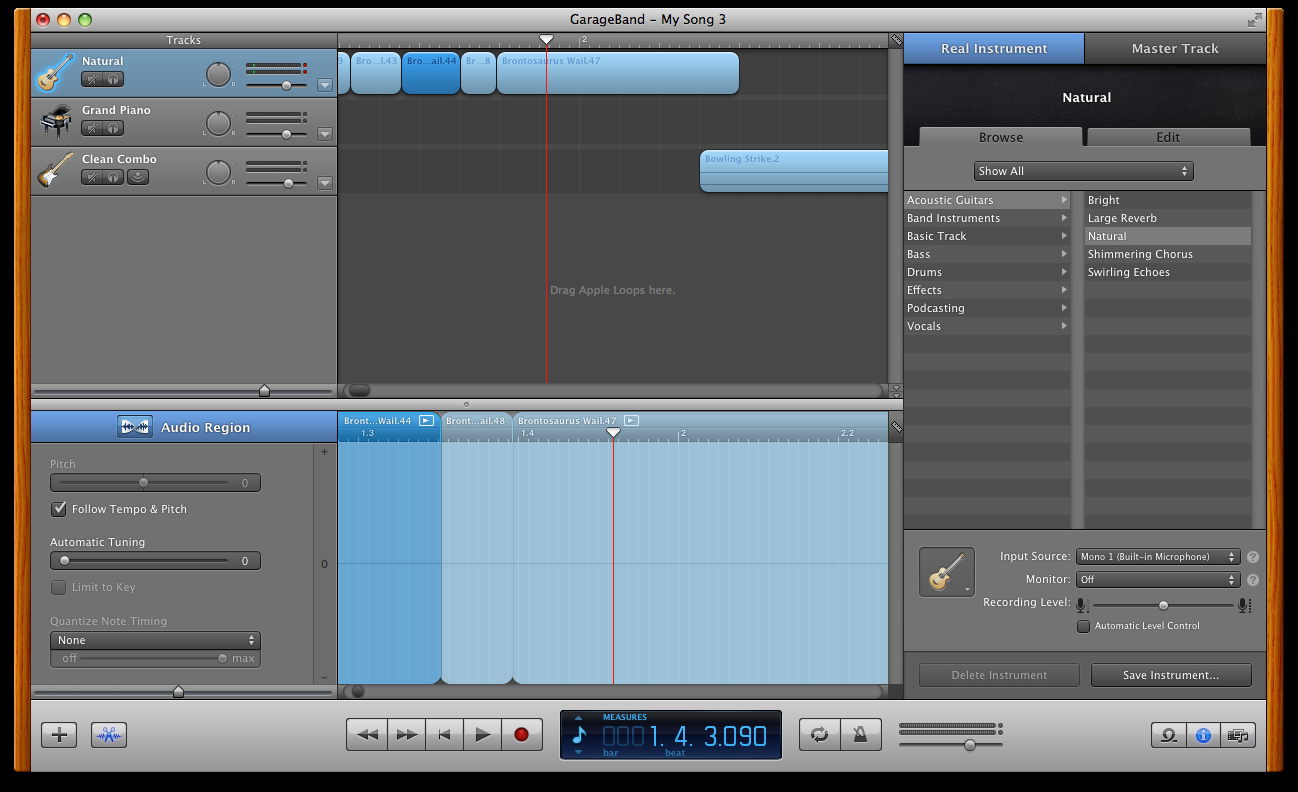 GarageBand – My Song 3
Tracks
2
Real Instrument
Master Track
Natural
L R
9
Bro...l.43
Bro...ail.44
Br...8
Brontosaurus Wail.47
Natural
Grand Piano
L R
Browse
Edit
Clean Combo
L R
Bowling Strike.2
Show All
Acoustic Guitars
Band Instruments
Basic Track
Bass
Drums
Effects
Podcasting
Vocals
Bright
Large Reverb
Natural
Shimmering Chorus
Swirling Echoes
Drag Apple Loops here.
Audio Region
Bront...Wail.44
Bront...ail.48
Brontosaurus Wail.47
1.3
1.4
2
2.2
Pitch
0
Follow Tempo & Pitch
Automatic Tuning
0
Limit to Key
Quantize Note Timing
None
off
max
+
0
-
Input Source: Mono 1 (Built-in Microphone) ?
Monitor: Off ?
Recording Level:
Automatic Level Control
Delete Instrument
Save Instrument...
MEASURES
0001. 4. 3.090
bar
beat